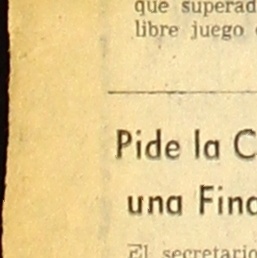 que superad
libre juego
Pide la C
una Fina
El secretario